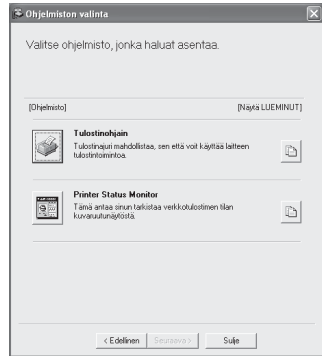 Ohjelmiston valinta
Valitse ohjelmisto, jonka haluat asentaa.
[Ohjelmisto] [Näytä LUEMINUT]
Tulostinohjain
Tulostinajuri mahdollistaa, sen että voit käyttää laitteen
tulostintoimintoa.
Printer Status Monitor
Tämä antaa sinun tarkistaa verkkotulostimen tilan
kuvaruutunäytöstä.
< Edellinen Seuraava > Sulje